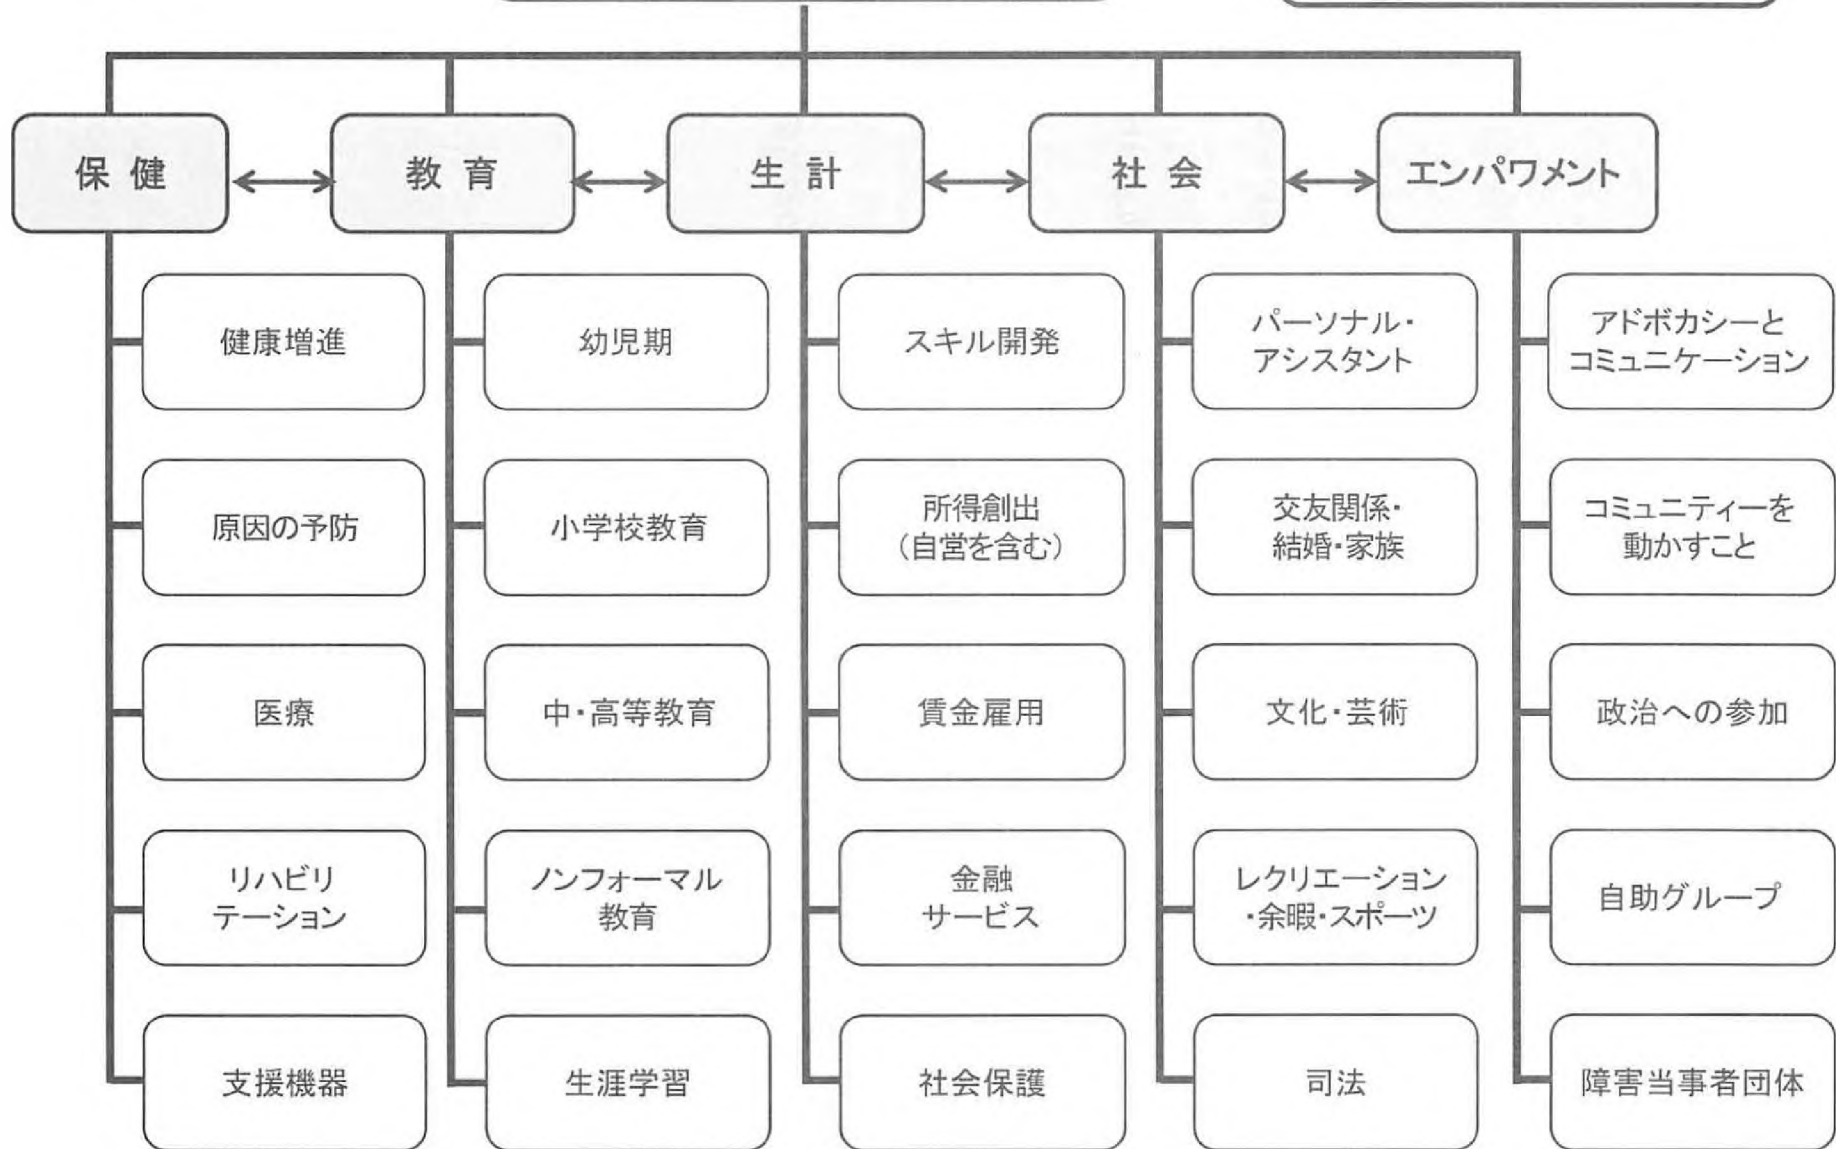 保健
教育
生計
社会
エンパワメント
健康増進
幼児期
スキル開発
パーソナル・
アシスタント
アドボカシーと
コミュニケーション
原因の予防
小学校教育
所得創出
(自営を含む)
交友関係・
結婚・家族
コミュニティーを
動かすこと
医療
中・高等教育
賃金雇用
文化・芸術
政治への参加
リハビリ
テーション
ノンフォーマル
教育
金融
サービス
レクリエーション
・余暇・スポーツ
自助グループ
支援機器
生涯学習
社会保護
司法
障害当事者団体